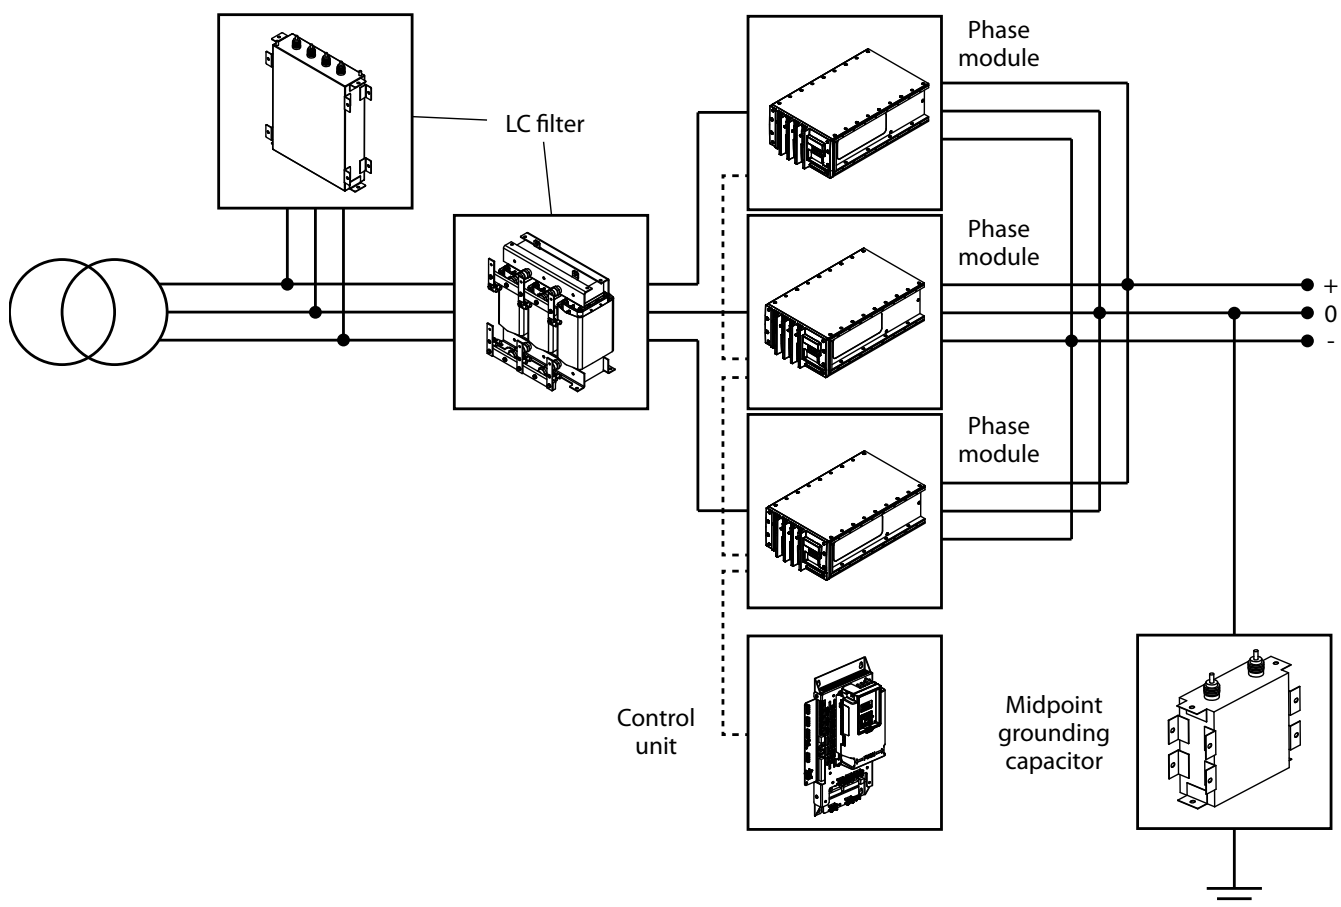 Phase
module
LC filter
Phase
module
+
0
-
Phase
module
Control
unit
Midpoint
grounding
capacitor